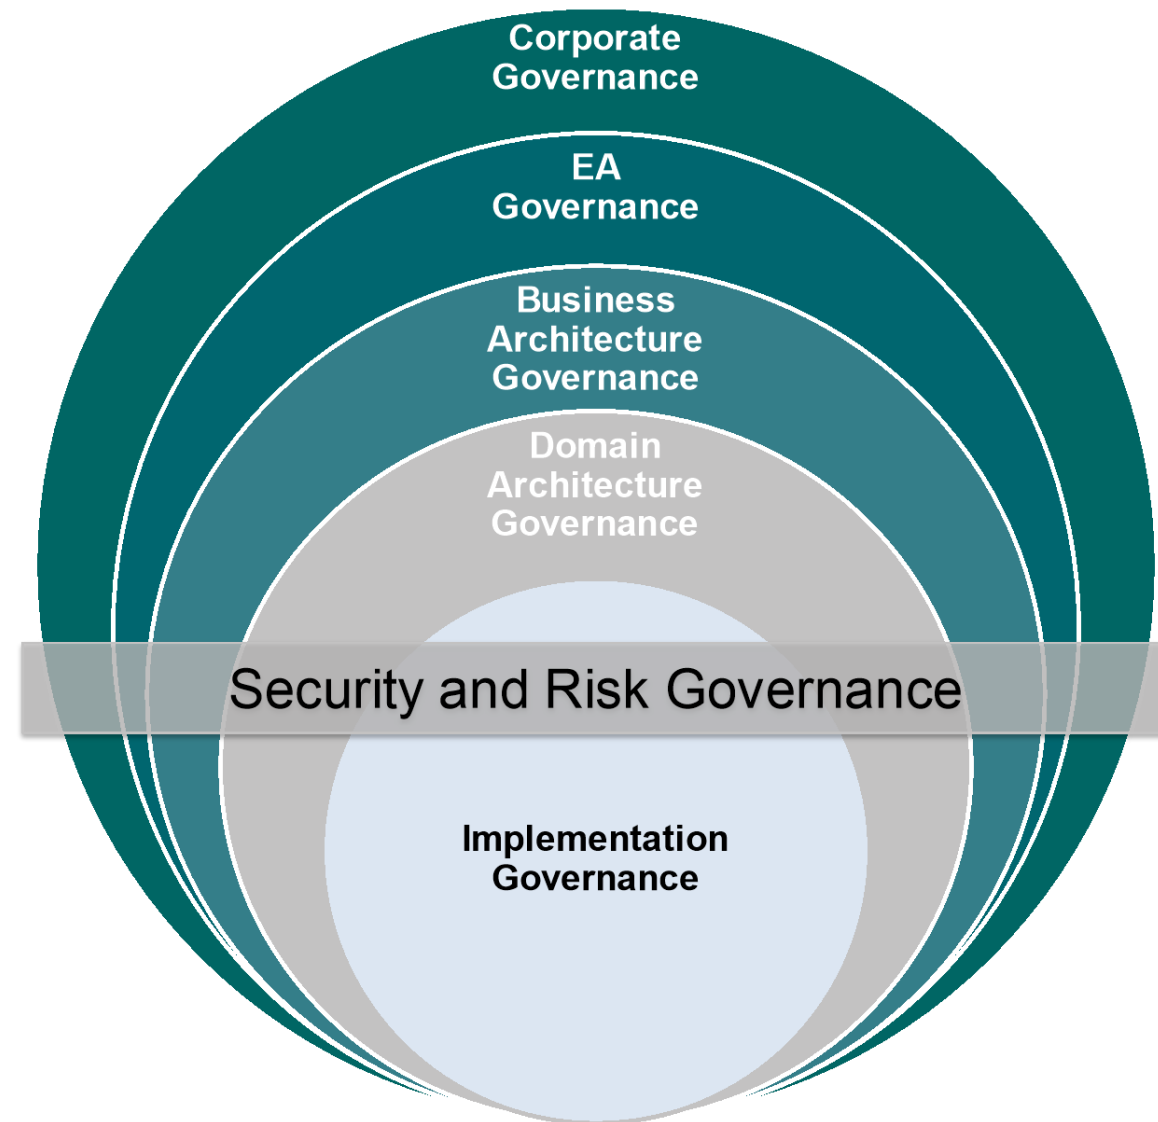 Corporate
Governance
EA
Governance
Business
Architecture
Governance
Domain
Architecture
Governance
Security and Risk Governance
Implementation
Governance